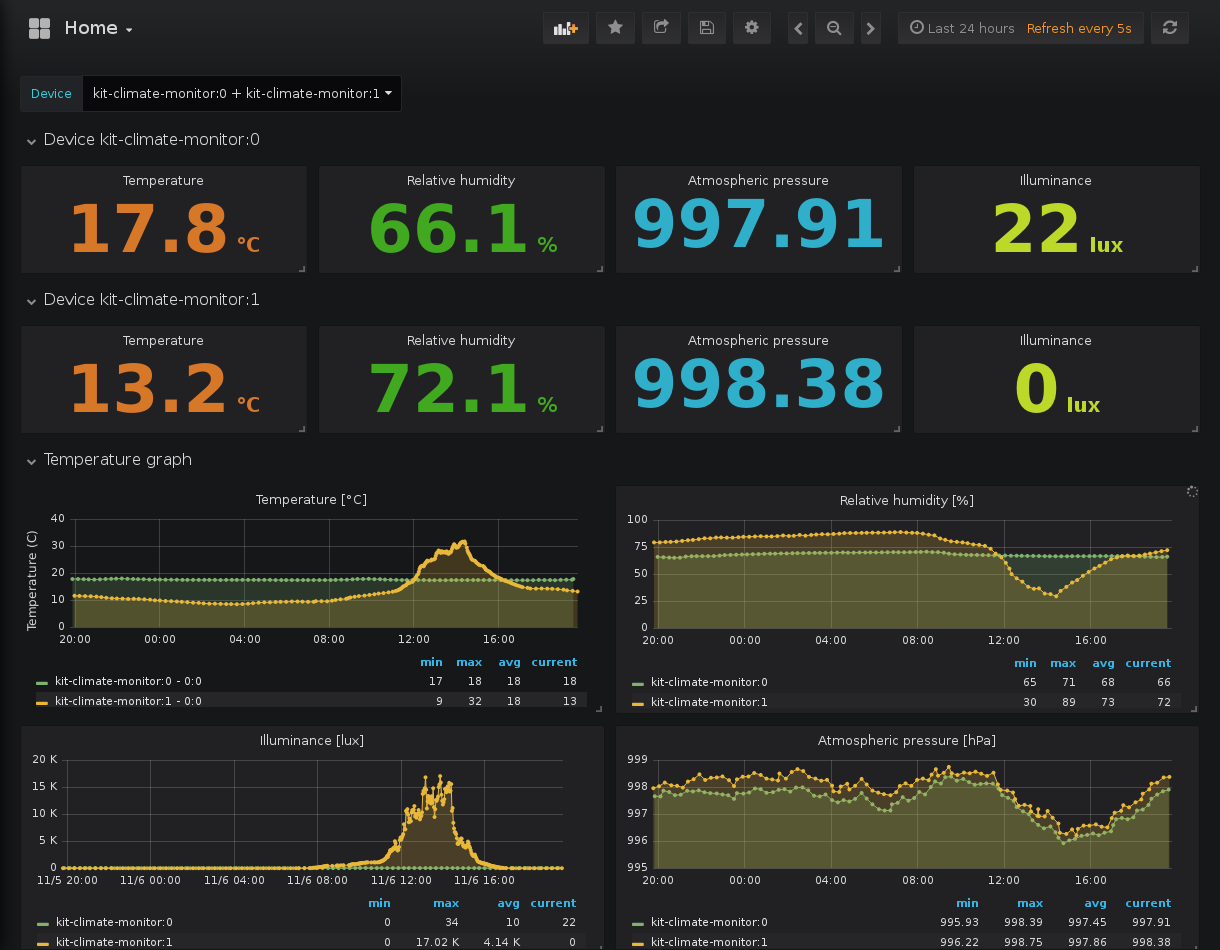 Home
Last 24 hours Refresh every 5s
Device kit-climate-monitor:0 + kit-climate-monitor:1
Device kit-climate-monitor:0
Temperature Relative humidity Atmospheric pressure Illuminance
17.8 °C 66.1 % 997.91 22 lux
Device kit-climate-monitor:1
Temperature Relative humidity Atmospheric pressure Illuminance
13.2 °C 72.1 % 998.38 0 lux
Temperature graph
Temperature [°C]
Temperature (C)
40
30
20
10
0
20:00 00:00 04:00 08:00 12:00 16:00
min max avg current
kit-climate-monitor:0 - 0:0 17 18 18 18
kit-climate-monitor:1 - 0:0 9 32 18 13
Relative humidity [%]
100
75
50
25
0
20:00 00:00 04:00 08:00 12:00 16:00
min max avg current
kit-climate-monitor:0 65 71 68 66
kit-climate-monitor:1 30 89 73 72
Illuminance [lux]
20 K
15 K
10 K
5 K
0
11/5 20:00 11/6 00:00 11/6 04:00 11/6 08:00 11/6 12:00 11/6 16:00
min max avg current
kit-climate-monitor:0 0 34 10 22
kit-climate-monitor:1 0 17.02 K 4.14 K 0
Atmospheric pressure [hPa]
999
998
997
996
995
20:00 00:00 04:00 08:00 12:00 16:00
min max avg current
kit-climate-monitor:0 995.93 998.39 997.45 997.91
kit-climate-monitor:1 996.22 998.75 997.86 998.38